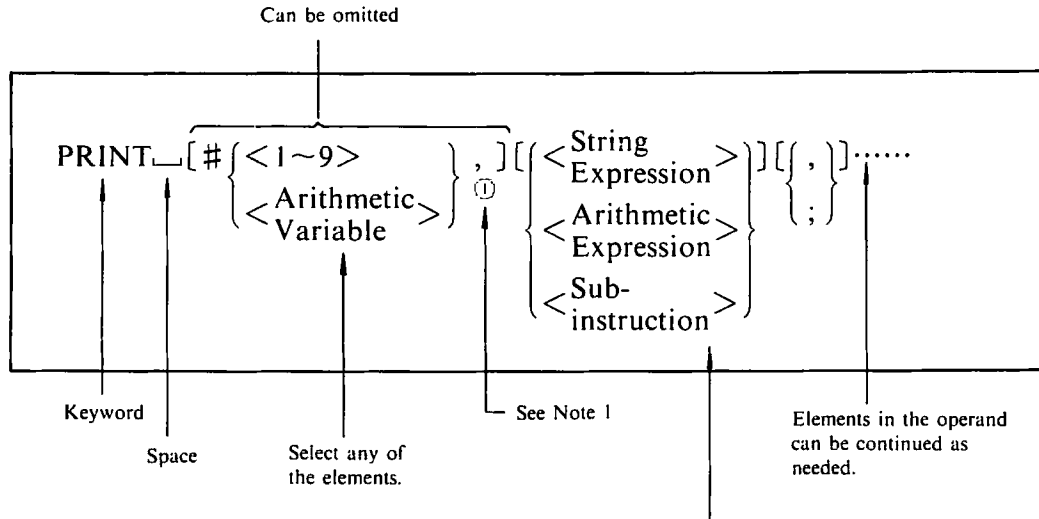 Can be omitted
PRINT␣[#{<1~9> <Arithmetic Variable>},①][{<String Expression> <Arithmetic Expression> <Sub-instruction>}][{, ;}]······
Keyword
Space
Select any of
the elements.
See Note 1
Elements in the operand
can be continued as
needed.